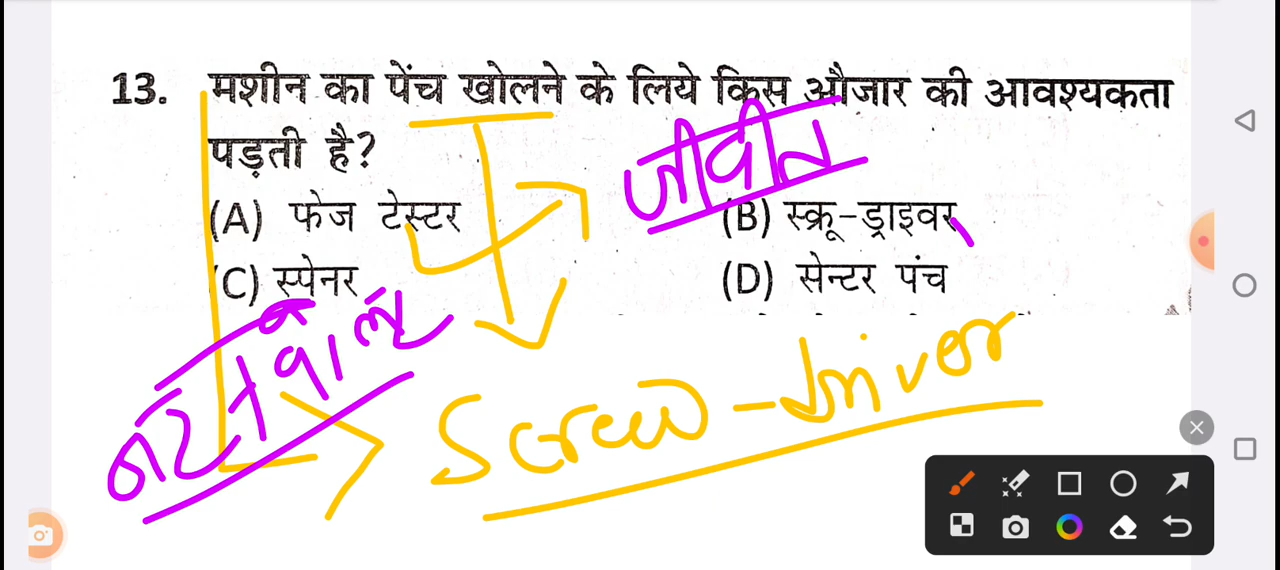 13. मशीन का पेंच खोलने के लिये किस औजार की आवश्यकता
पड़ती है?
(A) फेज टेस्टर
(B) स्क्रू-ड्राइवर
(C) स्पेनर
(D) सेन्टर पंच
जीवीत
Screw-driver